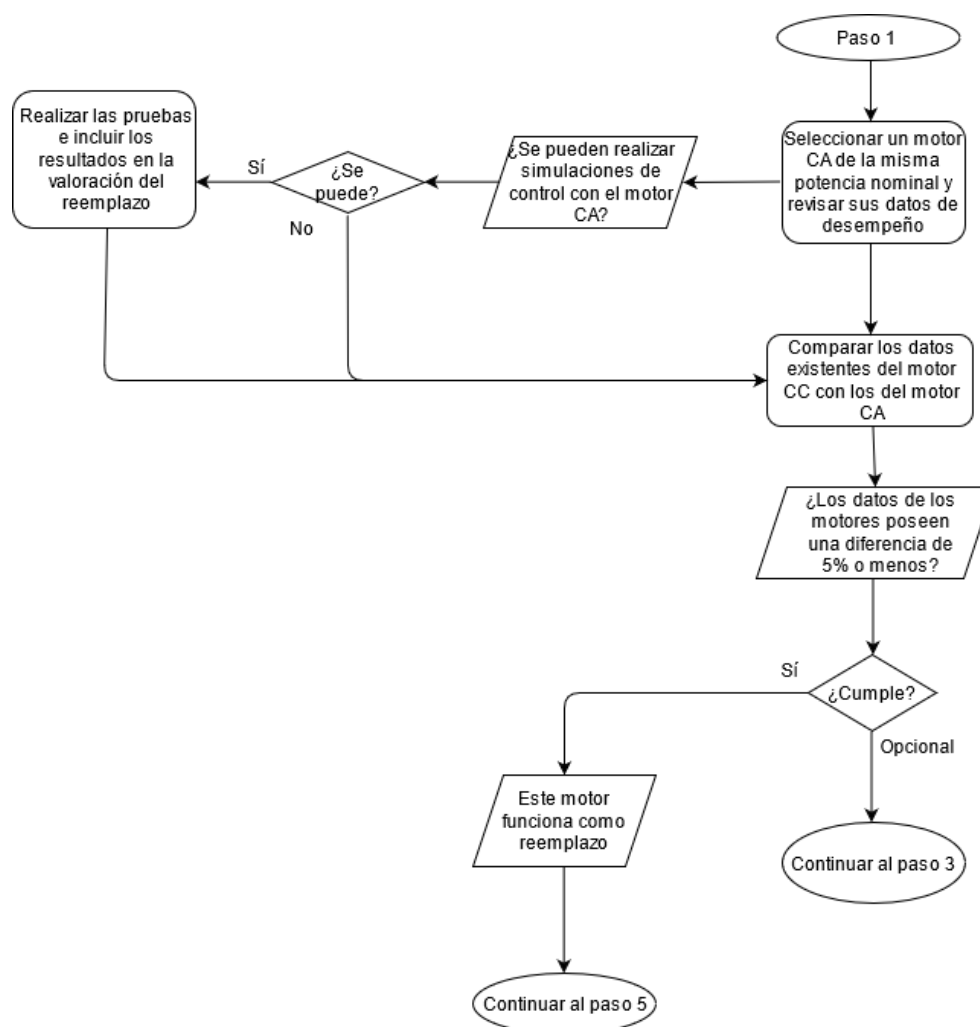 Paso 1
Realizar las pruebas
e incluir los
resultados en la
valoración del
reemplazo
Sí
¿Se
puede?
No
¿Se pueden realizar
simulaciones de
control con el motor
CA?
Seleccionar un motor
CA de la misma
potencia nominal y
revisar sus datos de
desempeño
Comparar los datos
existentes del motor
CC con los del motor
CA
¿Los datos de los
motores poseen
una diferencia de
5% o menos?
Sí
¿Cumple?
Opcional
Este motor
funciona como
reemplazo
Continuar al paso 3
Continuar al paso 5